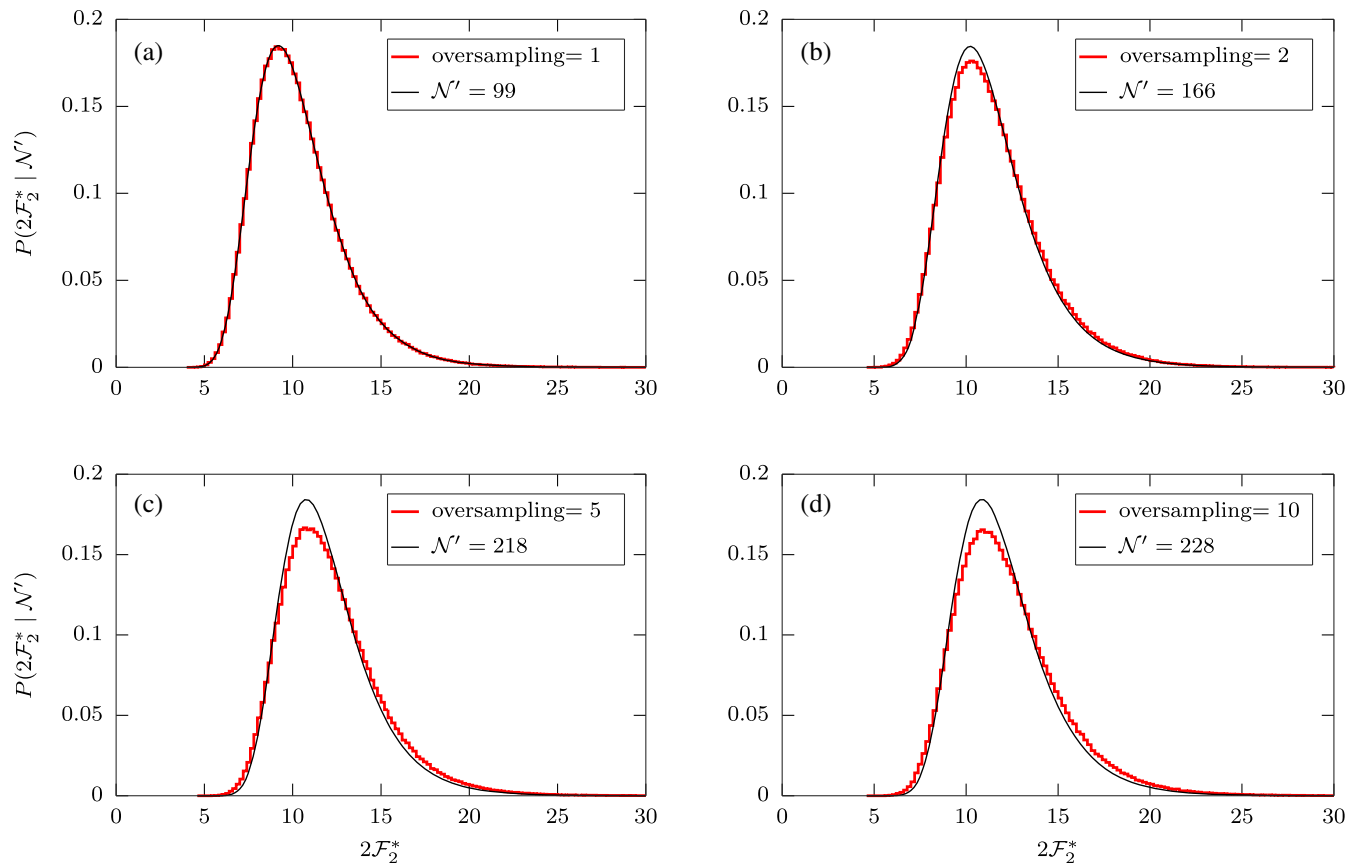 0.2
0.15
0.1
0.05
0
0 5 10 15 20 25 30
P(2ℱ₂* | 𝒩′)
(a)
oversampling= 1
𝒩′ = 99
0.2
0.15
0.1
0.05
0
0 5 10 15 20 25 30
(b)
oversampling= 2
𝒩′ = 166
0.2
0.15
0.1
0.05
0
0 5 10 15 20 25 30
P(2ℱ₂* | 𝒩′)
2ℱ₂*
(c)
oversampling= 5
𝒩′ = 218
0.2
0.15
0.1
0.05
0
0 5 10 15 20 25 30
2ℱ₂*
(d)
oversampling= 10
𝒩′ = 228